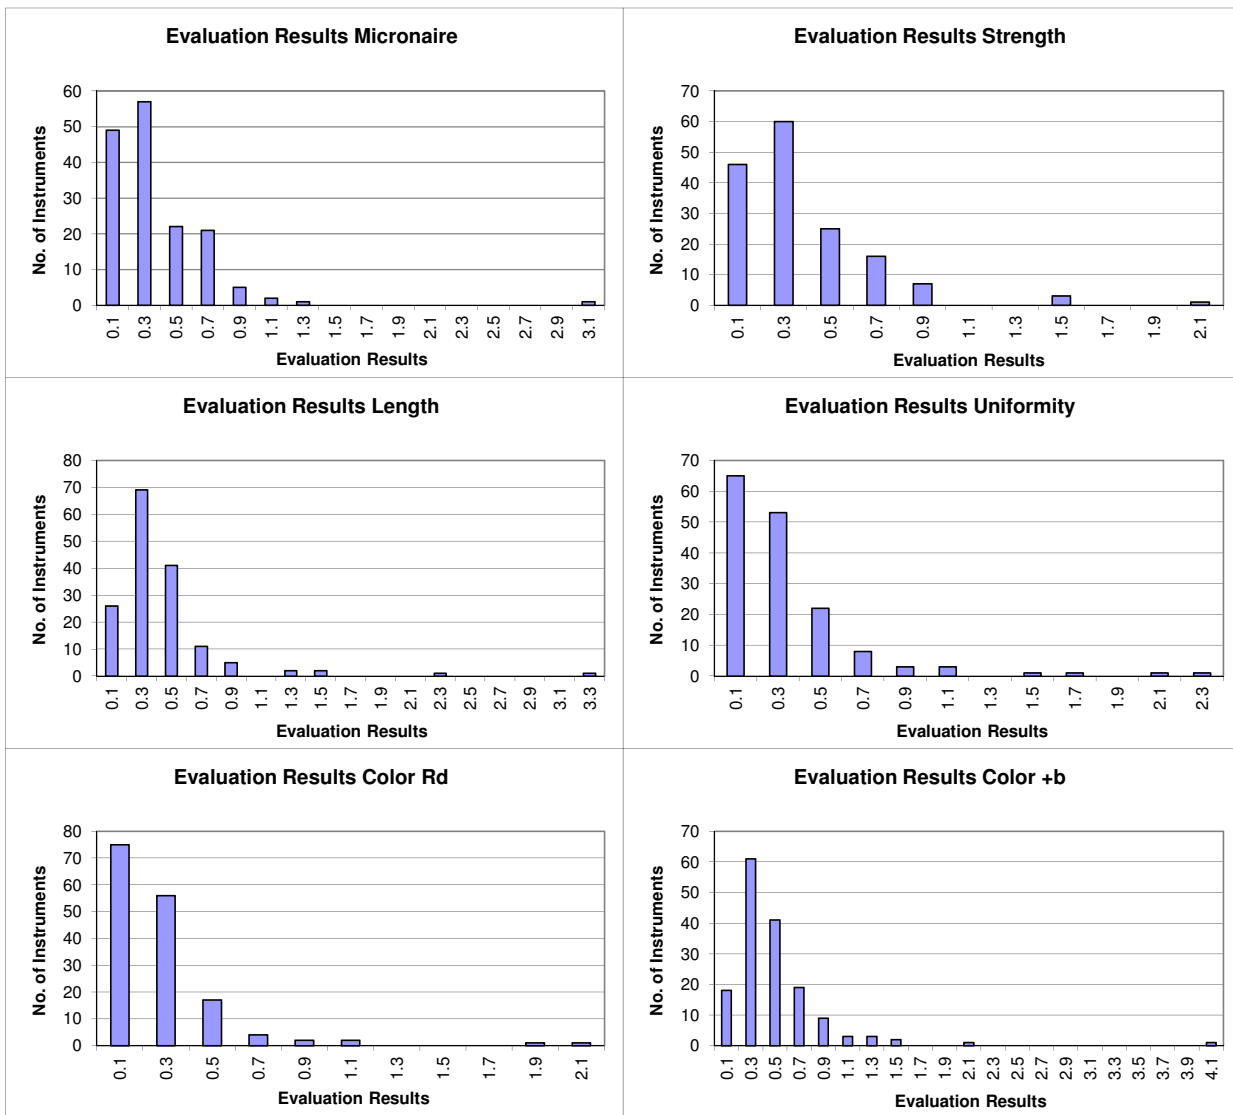 Evaluation Results Micronaire
No. of Instruments
60
50
40
30
20
10
0
0.1 0.3 0.5 0.7 0.9 1.1 1.3 1.5 1.7 1.9 2.1 2.3 2.5 2.7 2.9 3.1
Evaluation Results
Evaluation Results Strength
No. of Instruments
70
60
50
40
30
20
10
0
0.1 0.3 0.5 0.7 0.9 1.1 1.3 1.5 1.7 1.9 2.1
Evaluation Results
Evaluation Results Length
No. of Instruments
80
70
60
50
40
30
20
10
0
0.1 0.3 0.5 0.7 0.9 1.1 1.3 1.5 1.7 1.9 2.1 2.3 2.5 2.7 2.9 3.1 3.3
Evaluation Results
Evaluation Results Uniformity
No. of Instruments
70
60
50
40
30
20
10
0
0.1 0.3 0.5 0.7 0.9 1.1 1.3 1.5 1.7 1.9 2.1 2.3
Evaluation Results
Evaluation Results Color Rd
No. of Instruments
80
70
60
50
40
30
20
10
0
0.1 0.3 0.5 0.7 0.9 1.1 1.3 1.5 1.7 1.9 2.1
Evaluation Results
Evaluation Results Color +b
No. of Instruments
70
60
50
40
30
20
10
0
0.1 0.3 0.5 0.7 0.9 1.1 1.3 1.5 1.7 1.9 2.1 2.3 2.5 2.7 2.9 3.1 3.3 3.5 3.7 3.9 4.1
Evaluation Results